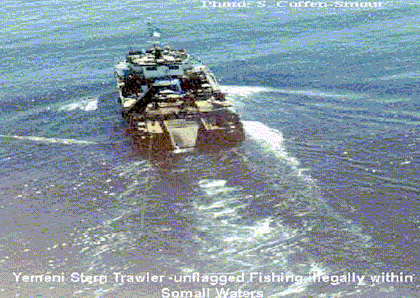 Photo: S. Coffen-Smout
Yemeni Stern Trawler -unflagged Fishing illegally within
Somali Waters